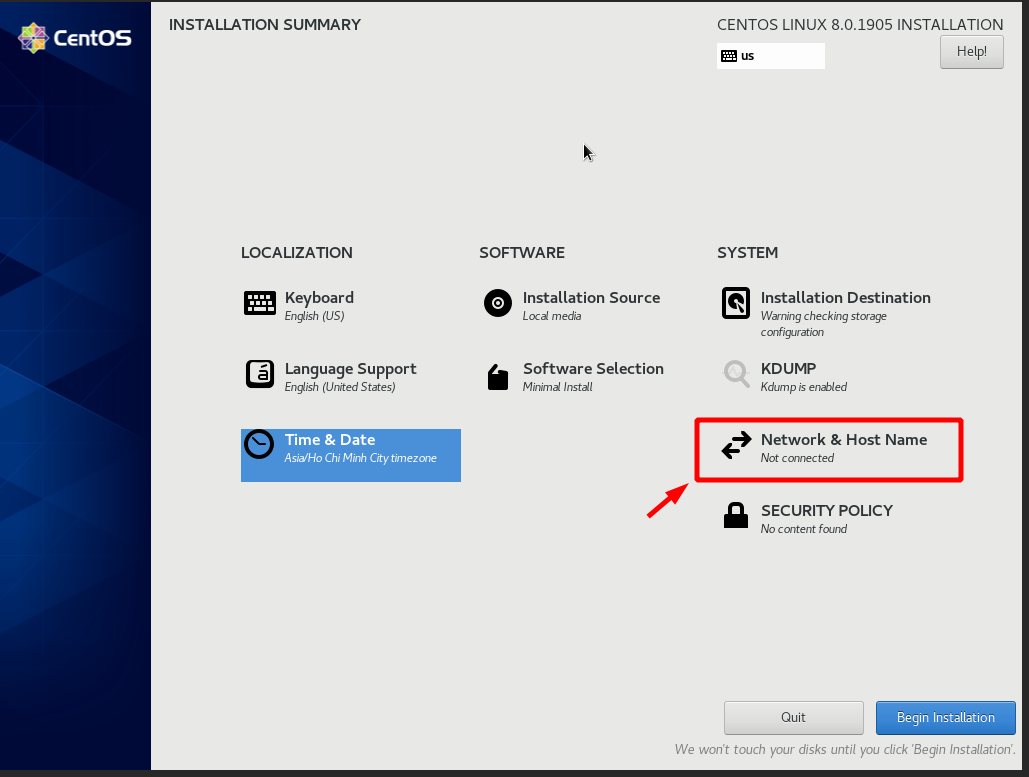 CentOS
INSTALLATION SUMMARY
CENTOS LINUX 8.0.1905 INSTALLATION
us
Help!
LOCALIZATION
Keyboard
English (US)
Language Support
English (United States)
Time & Date
Asia/Ho Chi Minh City timezone
SOFTWARE
Installation Source
Local media
Software Selection
Minimal Install
SYSTEM
Installation Destination
Warning checking storage
configuration
KDUMP
Kdump is enabled
Network & Host Name
Not connected
SECURITY POLICY
No content found
Quit
Begin Installation
We won't touch your disks until you click 'Begin Installation'.